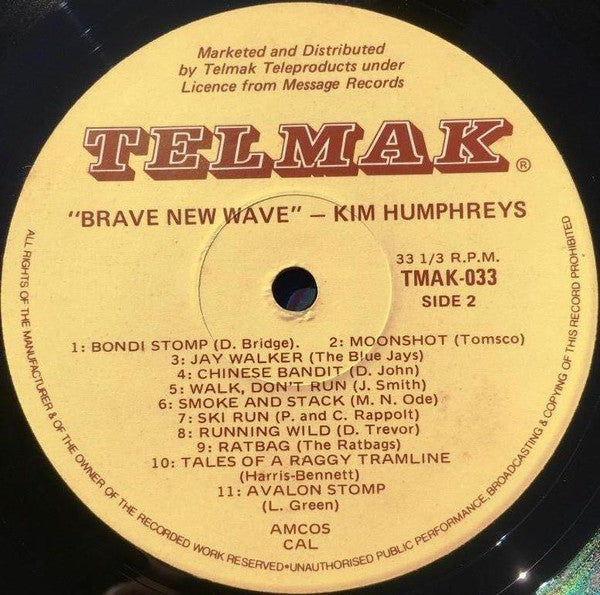 Marketed and Distributed
by Telmak Teleproducts under
Licence from Message Records
TELMAK ®
"BRAVE NEW WAVE" — KIM HUMPHREYS
33 1/3 R.P.M.
TMAK-033
SIDE 2
1: BONDI STOMP (D. Bridge). 2: MOONSHOT (Tomsco)
3: JAY WALKER (The Blue Jays)
4: CHINESE BANDIT (D. John)
5: WALK, DON'T RUN (J. Smith)
6: SMOKE AND STACK (M. N. Ode)
7: SKI RUN (P. and C. Rappolt)
8: RUNNING WILD (D. Trevor)
9: RATBAG (The Ratbags)
10: TALES OF A RAGGY TRAMLINE
(Harris-Bennett)
11: AVALON STOMP
(L. Green)
AMCOS
CAL
ALL RIGHTS OF THE MANUFACTURER & OF THE OWNER OF THE RECORDED WORK RESERVED•UNAUTHORISED PUBLIC PERFORMANCE, BROADCASTING & COPYING OF THIS RECORD PROHIBITED